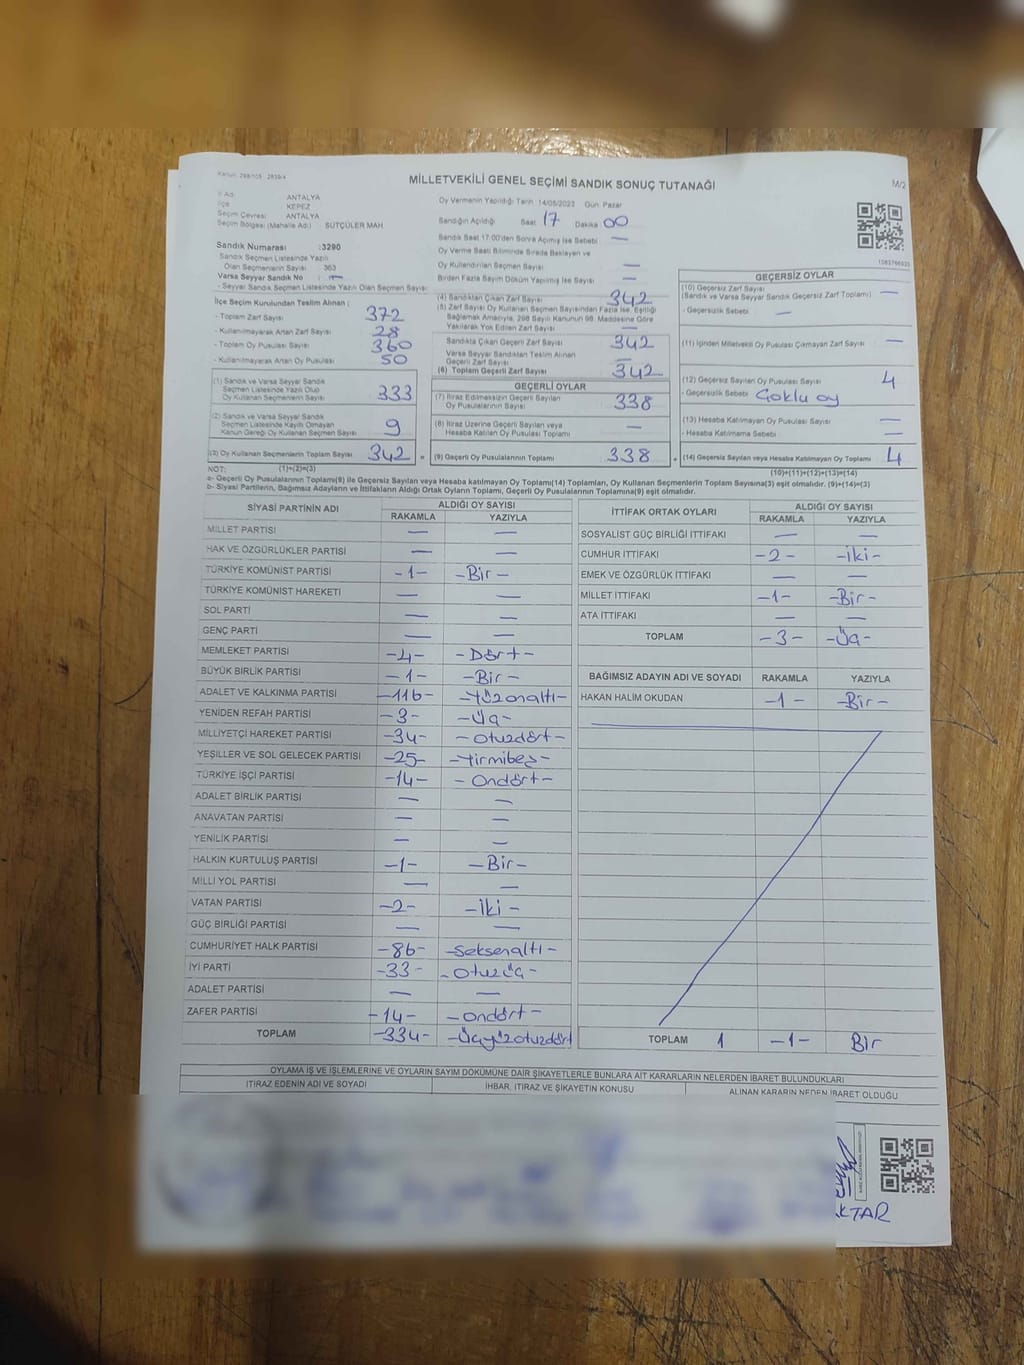 Kanun: 298/105 : 2839/4
MİLLETVEKİLİ GENEL SEÇİMİ SANDIK SONUÇ TUTANAĞI
M/2
İl Adı ANTALYA
İlçe KEPEZ
Seçim Çevresi ANTALYA
Seçim Bölgesi (Mahalle Adı) SÜTÇÜLER MAH.
Sandık Numarası :3290
Sandık Seçmen Listesinde Yazılı
Olan Seçmenlerin Sayısı 363
Varsa Seyyar Sandık No : —
- Seyyar Sandık Seçmen Listesinde Yazılı Olan Seçmen Sayısı:
Oy Vermenin Yapıldığı Tarih 14/05/2023 Gün Pazar
Sandığın Açıldığı Saat 17 Dakika 00
Sandık Saat 17:00'den Sonra Açılmış İse Sebebi —
Oy Verme Saati Bitiminde Sırada Bekleyen ve
Oy Kullandırılan Seçmen Sayısı —
Birden Fazla Sayım Döküm Yapılmış İse Sayısı —
1083766925
İlçe Seçim Kurulundan Teslim Alınan :
- Toplam Zarf Sayısı 372
- Kullanılmayarak Artan Zarf Sayısı 28
- Toplam Oy Pusulası Sayısı 360
- Kullanılmayarak Artan Oy Pusulası 50
(1) Sandık ve Varsa Seyyar Sandık
Seçmen Listesinde Yazılı Olup
Oy Kullanan Seçmenlerin Sayısı 333
(2) Sandık ve Varsa Seyyar Sandık
Seçmen Listesinde Kayıtlı Olmayan
Kanun Gereği Oy Kullanan Seçmen Sayısı 9
(3) Oy Kullanan Seçmenlerin Toplam Sayısı 342 =
(4) Sandıktan Çıkan Zarf Sayısı 342
(5) Zarf Sayısı Oy Kullanan Seçmen Sayısından Fazla İse, Eşitliği
Sağlamak Amacıyla, 298 Sayılı Kanunun 98. Maddesine Göre
Yakılarak Yok Edilen Zarf Sayısı —
Sandıkta Çıkan Geçerli Zarf Sayısı 342
Varsa Seyyar Sandıktan Teslim Alınan
Geçerli Zarf Sayısı —
(6) Toplam Geçerli Zarf Sayısı 342
GEÇERLİ OYLAR
(7) İtiraz Edilmeksizin Geçerli Sayılan
Oy Pusulalarının Sayısı 338
(8) İtiraz Üzerine Geçerli Sayılan veya
Hesaba Katılan Oy Pusulası Toplamı —
(9) Geçerli Oy Pusulalarının Toplamı 338 +
GEÇERSİZ OYLAR
(10) Geçersiz Zarf Sayısı
(Sandık ve Varsa Seyyar Sandık Geçersiz Zarf Toplamı) —
- Geçersizlik Sebebi —
(11) İçinden Milletvekili Oy Pusulası Çıkmayan Zarf Sayısı —
(12) Geçersiz Sayılan Oy Pusulası Sayısı 4
- Geçersizlik Sebebi Çoklu oy
(13) Hesaba Katılmayan Oy Pusulası Sayısı —
- Hesaba Katılmama Sebebi —
(14) Geçersiz Sayılan veya Hesaba Katılmayan Oy Toplamı 4
NOT: (1)+(2)=(3) (10)+(11)+(12)+(13)=(14)
a- Geçerli Oy Pusulalarının Toplamı(9) ile Geçersiz Sayılan veya Hesaba katılmayan Oy Toplamı(14) Toplamları, Oy Kullanan Seçmenlerin Toplam Sayısına(3) eşit olmalıdır. (9)+(14)=(3)
b- Siyasi Partilerin, Bağımsız Adayların ve İttifakların Aldığı Ortak Oyların Toplamı, Geçerli Oy Pusulalarının Toplamına(9) eşit olmalıdır.
SİYASİ PARTİNİN ADI ALDIĞI OY SAYISI
RAKAMLA YAZIYLA
MİLLET PARTİSİ — —
HAK VE ÖZGÜRLÜKLER PARTİSİ — —
TÜRKİYE KOMÜNİST PARTİSİ -1- -Bir-
TÜRKİYE KOMÜNİST HAREKETİ — —
SOL PARTİ — —
GENÇ PARTİ — —
MEMLEKET PARTİSİ -4- -Dört-
BÜYÜK BİRLİK PARTİSİ -1- -Bir-
ADALET VE KALKINMA PARTİSİ -116- -Yüzonaltı-
YENİDEN REFAH PARTİSİ -3- -Üç-
MİLLİYETÇİ HAREKET PARTİSİ -34- -otuzdört-
YEŞİLLER VE SOL GELECEK PARTİSİ -25- -Yirmibeş-
TÜRKİYE İŞÇİ PARTİSİ -14- -Ondört-
ADALET BİRLİK PARTİSİ — —
ANAVATAN PARTİSİ — —
YENİLİK PARTİSİ — —
HALKIN KURTULUŞ PARTİSİ -1- -Bir-
MİLLİ YOL PARTİSİ — —
VATAN PARTİSİ -2- -İki-
GÜÇ BİRLİĞİ PARTİSİ — —
CUMHURİYET HALK PARTİSİ -86- -seksenaltı-
İYİ PARTİ -33- -otuzüç-
ADALET PARTİSİ — —
ZAFER PARTİSİ -14- -ondört-
TOPLAM -334- -Üçyüzotuzdört
İTTİFAK ORTAK OYLARI ALDIĞI OY SAYISI
RAKAMLA YAZIYLA
SOSYALİST GÜÇ BİRLİĞİ İTTİFAKI — —
CUMHUR İTTİFAKI -2- -İki-
EMEK VE ÖZGÜRLÜK İTTİFAKI — —
MİLLET İTTİFAKI -1- -Bir-
ATA İTTİFAKI — —
TOPLAM -3- -Üç-
BAĞIMSIZ ADAYIN ADI VE SOYADI RAKAMLA YAZIYLA
HAKAN HALİM OKUDAN -1- -Bir-
TOPLAM 1 -1- Bir
OYLAMA İŞ VE İŞLEMLERİNE VE OYLARIN SAYIM DÖKÜMÜNE DAİR ŞİKAYETLERLE BUNLARA AİT KARARLARIN NELERDEN İBARET BULUNDUKLARI
İTİRAZ EDENİN ADI VE SOYADI İHBAR, İTİRAZ VE ŞİKAYETİN KONUSU ALINAN KARARIN NEDEN İBARET OLDUĞU
KTAR